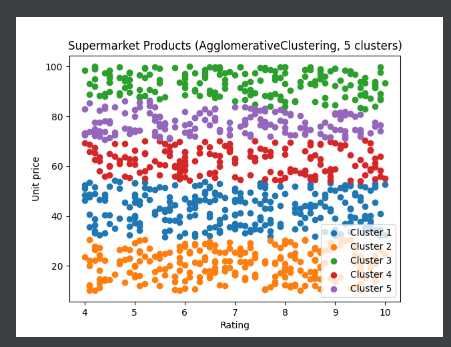 Supermarket Products (AgglomerativeClustering, 5 clusters)
100
80
60
40
20
Unit price
4
5
6
7
8
9
10
Rating
Cluster 1
Cluster 2
Cluster 3
Cluster 4
Cluster 5